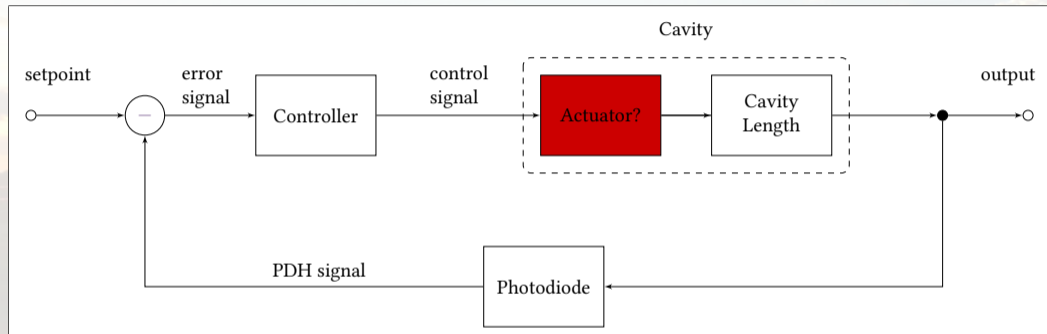 Cavity
setpoint
error
signal
control
signal
output
−
Controller
Actuator?
Cavity
Length
PDH signal
Photodiode